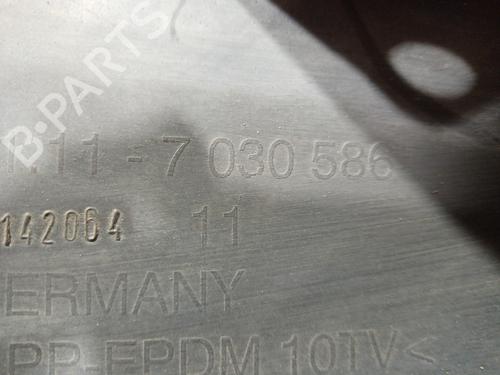 B-PARTS
.11-7 030 586
142064 11
ERMANY
PP-EPDM 10TV<